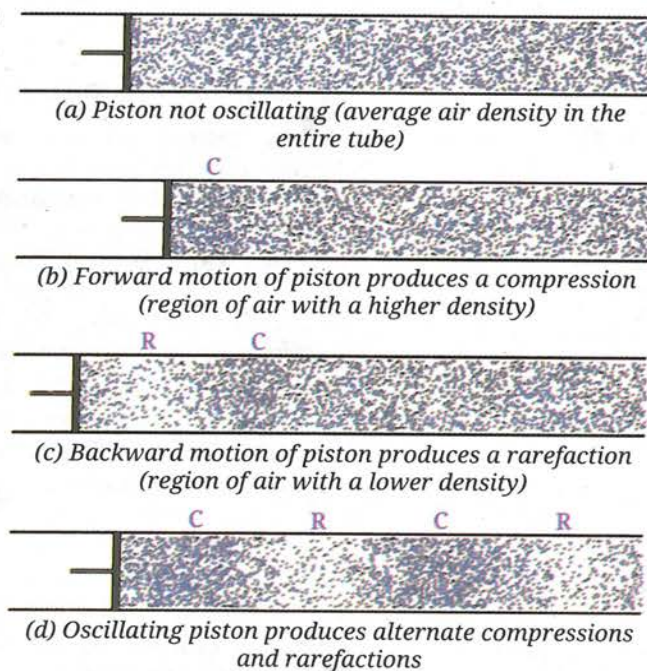 (a) Piston not oscillating (average air density in the
entire tube)
C
(b) Forward motion of piston produces a compression
(region of air with a higher density)
R C
(c) Backward motion of piston produces a rarefaction
(region of air with a lower density)
C R C R
(d) Oscillating piston produces alternate compressions
and rarefactions